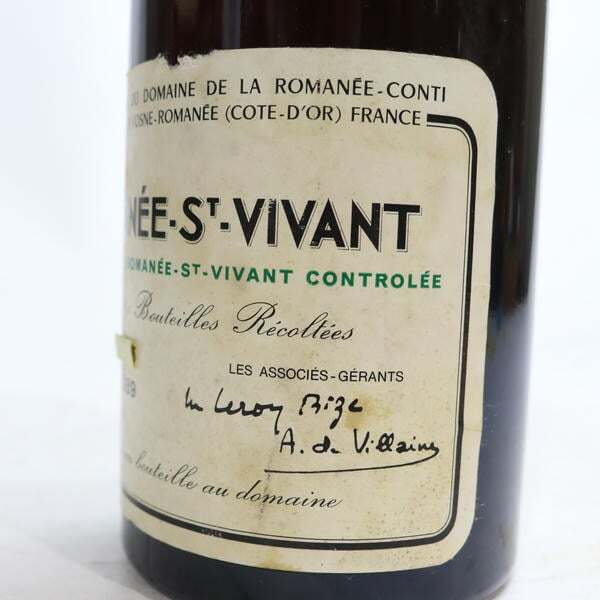 DU DOMAINE DE LA ROMANÉE-CONTI
VOSNE-ROMANÉE (COTE-D'OR) FRANCE
NÉE-Sᵀ-VIVANT
ROMANÉE-Sᵀ-VIVANT CONTROLÉE
Bouteilles Récoltées
LES ASSOCIÉS-GÉRANTS
Leroy Bize
A. de Villaine
bouteille au domaine